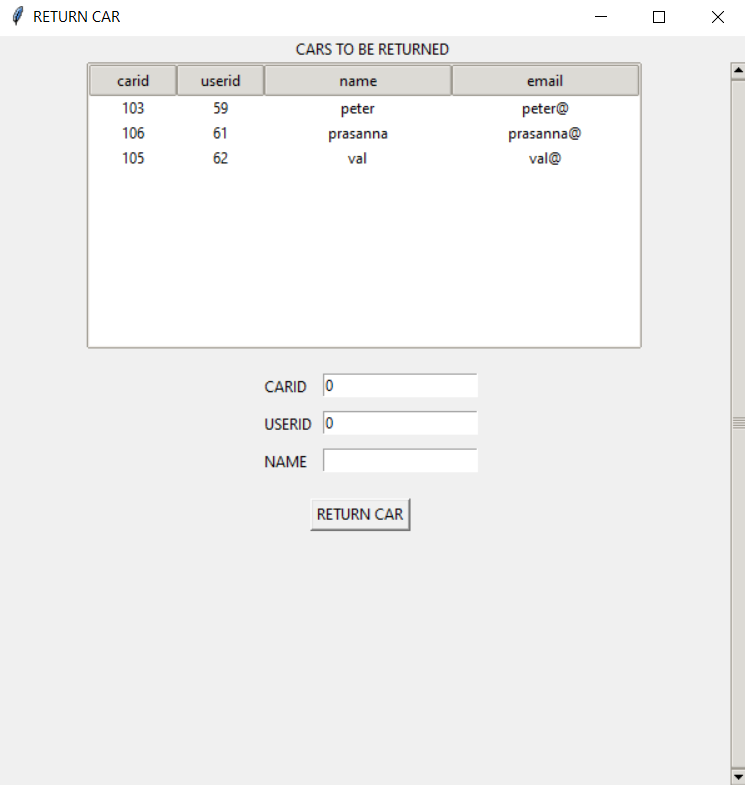 RETURN CAR
CARS TO BE RETURNED
carid userid name email
103 59 peter peter@
106 61 prasanna prasanna@
105 62 val val@
CARID 0
USERID 0
NAME
RETURN CAR